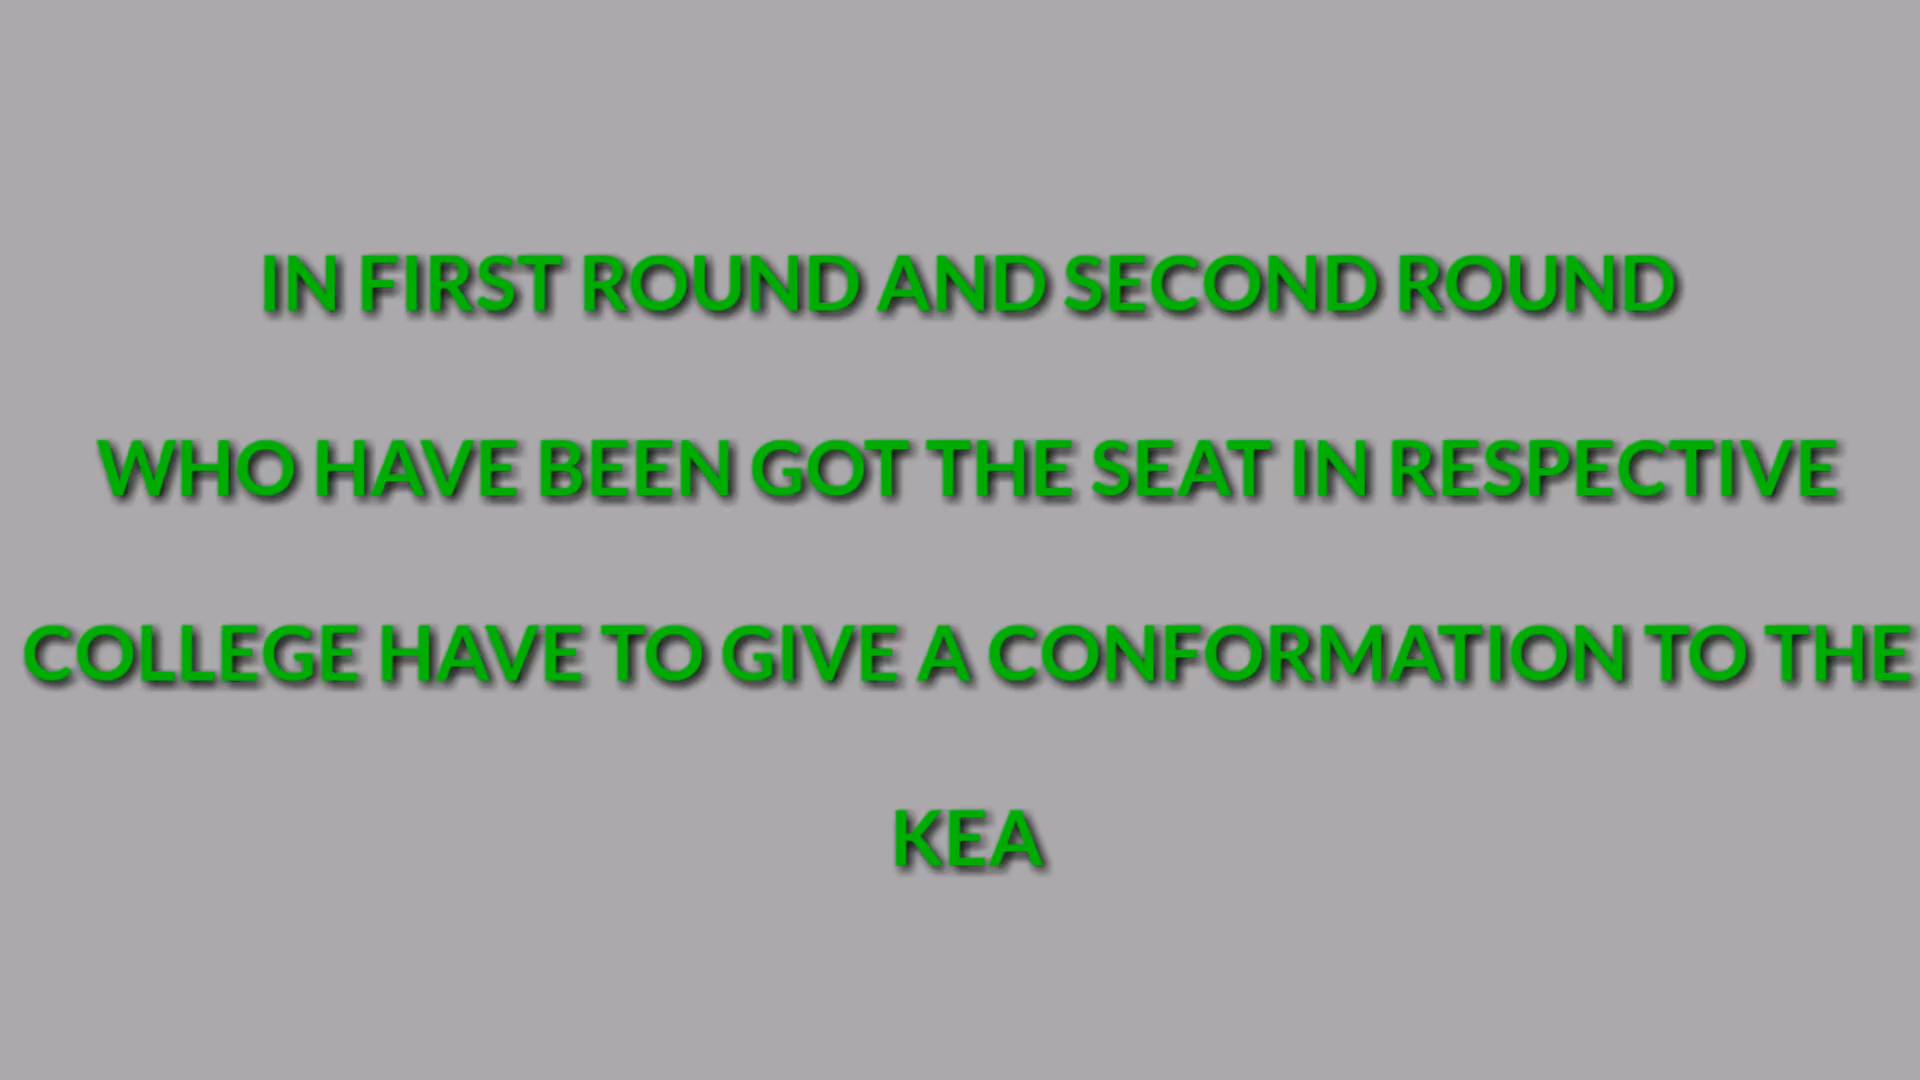 IN FIRST ROUND AND SECOND ROUND
WHO HAVE BEEN GOT THE SEAT IN RESPECTIVE
COLLEGE HAVE TO GIVE A CONFORMATION TO THE
KEA